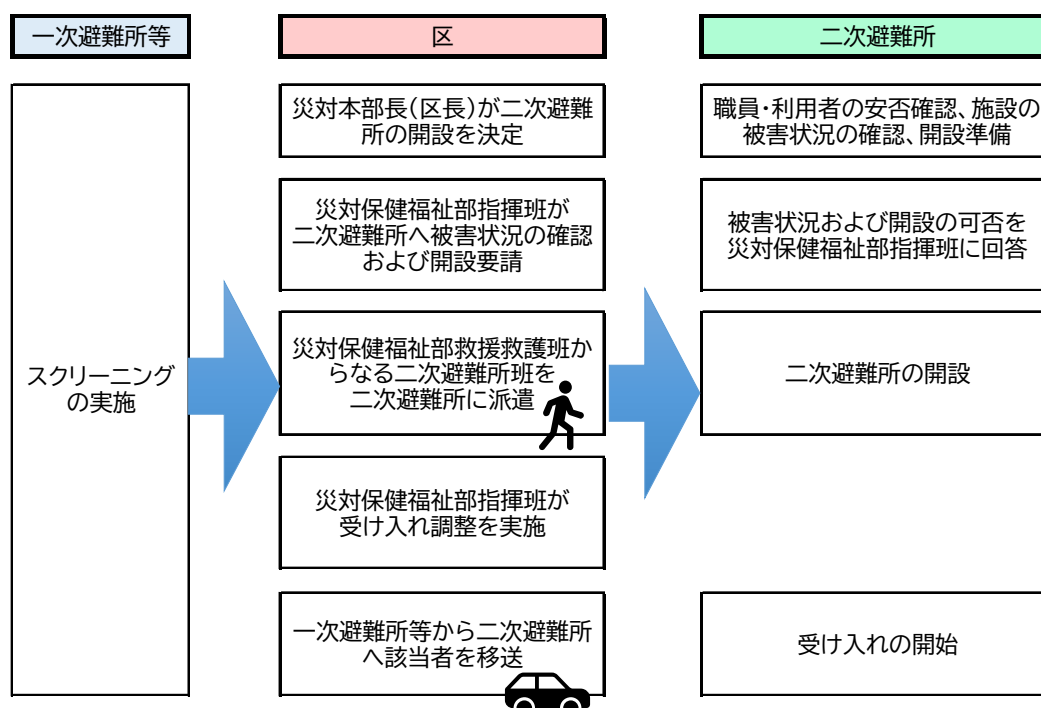 一次避難所等
区
二次避難所
スクリーニング
の実施
災対本部長(区長)が二次避難
所の開設を決定
災対保健福祉部指揮班が
二次避難所へ被害状況の確認
および開設要請
災対保健福祉部救援救護班か
らなる二次避難所班を
二次避難所に派遣
災対保健福祉部指揮班が
受け入れ調整を実施
一次避難所等から二次避難所
へ該当者を移送
職員・利用者の安否確認、施設の
被害状況の確認、開設準備
被害状況および開設の可否を
災対保健福祉部指揮班に回答
二次避難所の開設
受け入れの開始